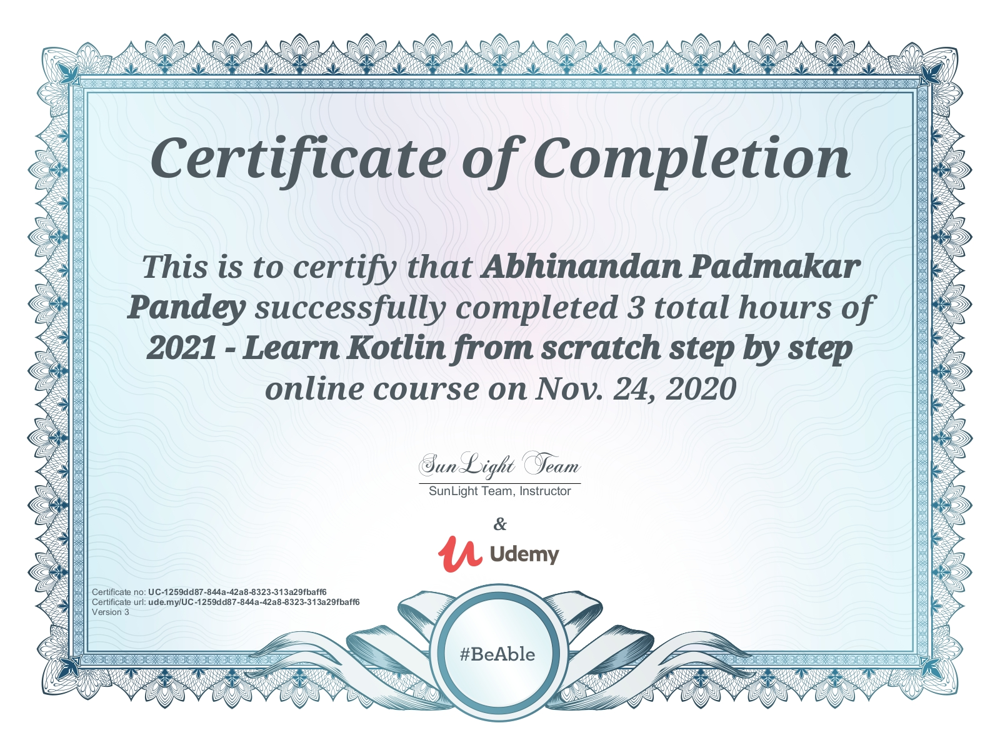 Certificate of Completion
This is to certify that Abhinandan Padmakar
Pandey successfully completed 3 total hours of
2021 - Learn Kotlin from scratch step by step
online course on Nov. 24, 2020
SunLight Team
SunLight Team, Instructor
&
Udemy
Certificate no: UC-1259dd87-844a-42a8-8323-313a29fbaff6
Certificate url: ude.my/UC-1259dd87-844a-42a8-8323-313a29fbaff6
Version 3
#BeAble